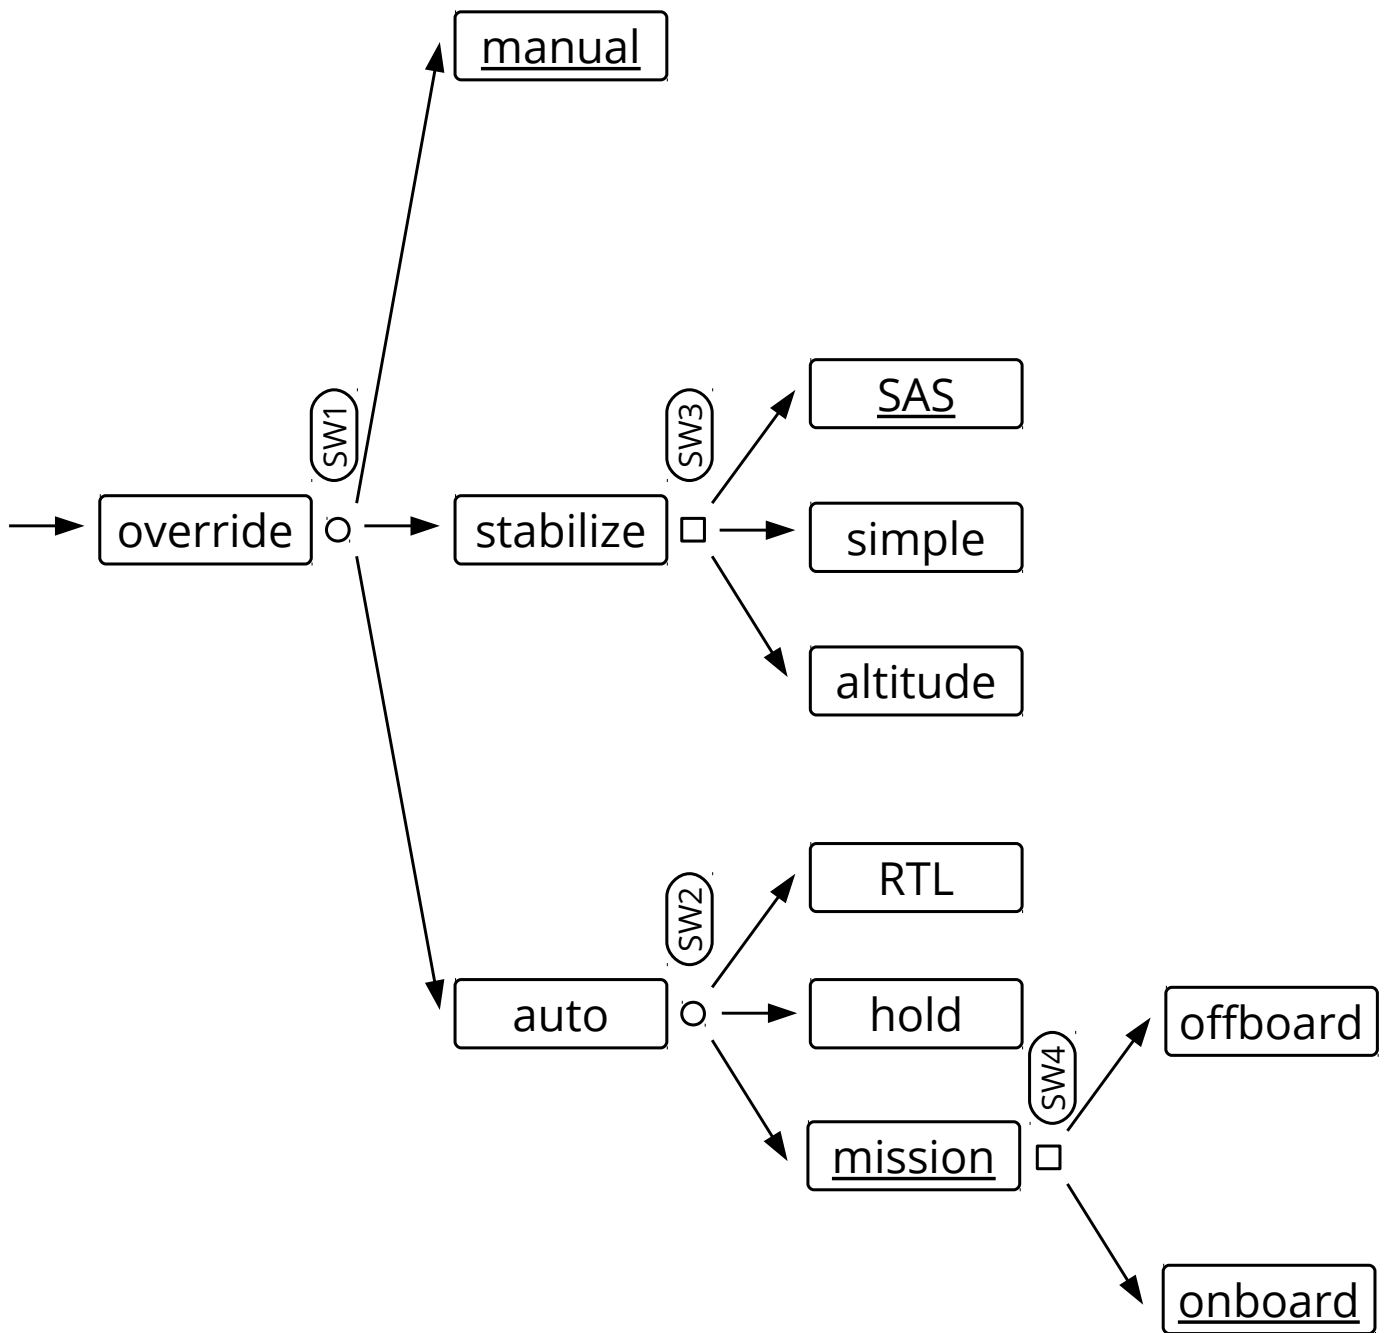 manual
SW1
override
SW3
stabilize
SAS
simple
altitude
SW2
auto
RTL
hold
mission
SW4
offboard
onboard